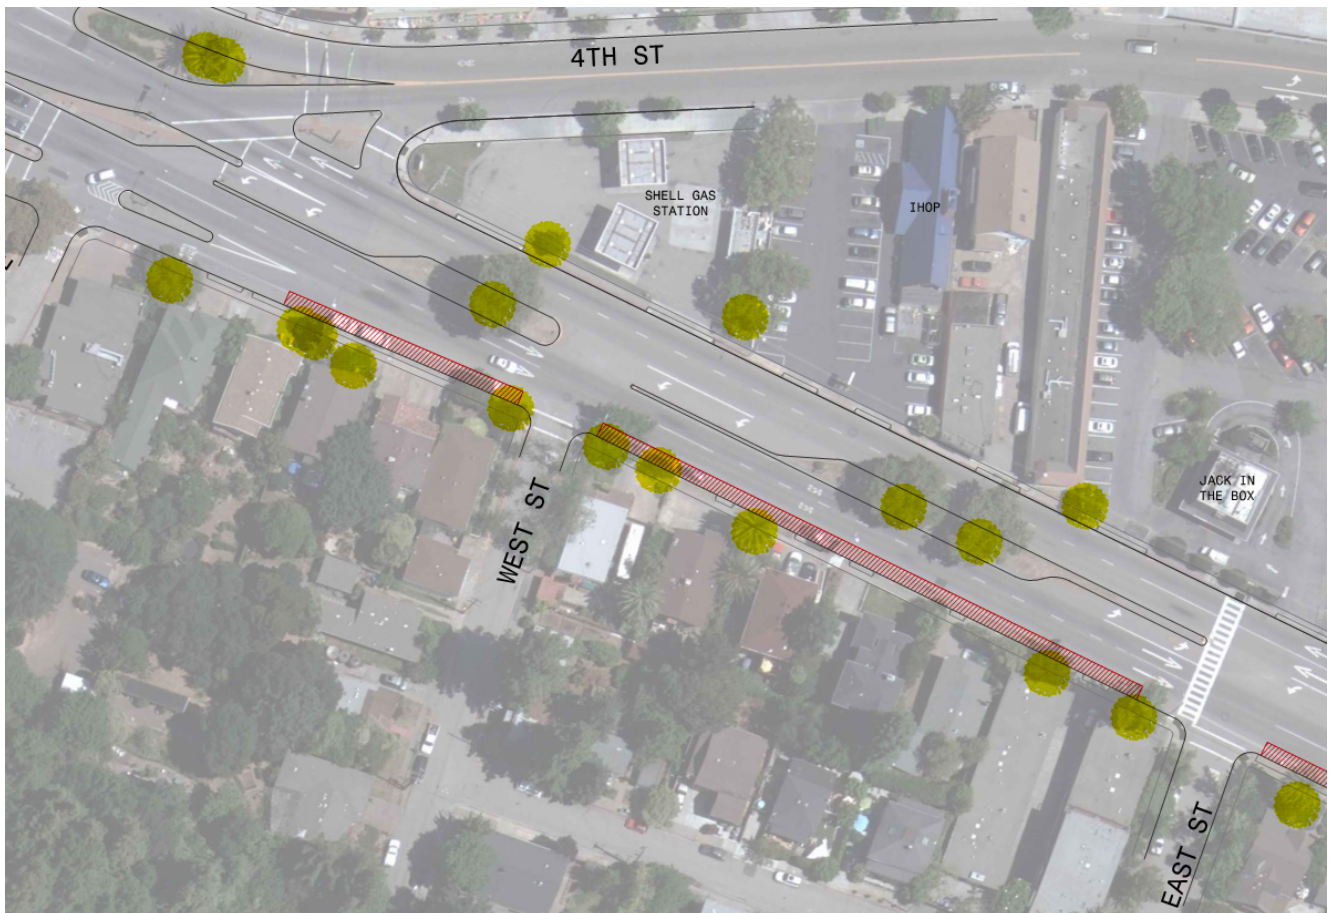 4TH ST
SHELL GAS
STATION
IHOP
JACK IN
THE BOX
WEST ST
EAST ST